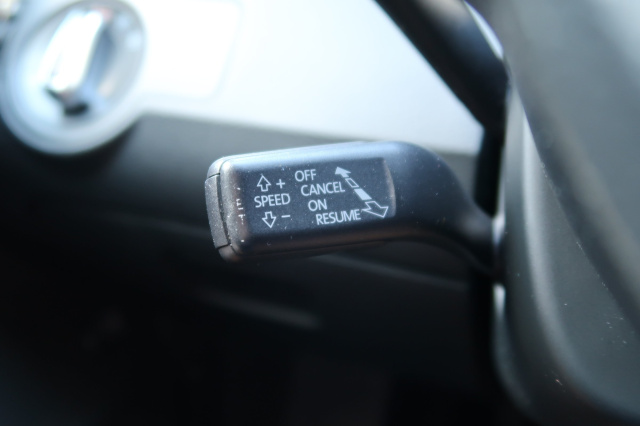 + OFF
CANCEL
SPEED
ON
- RESUME
E
T